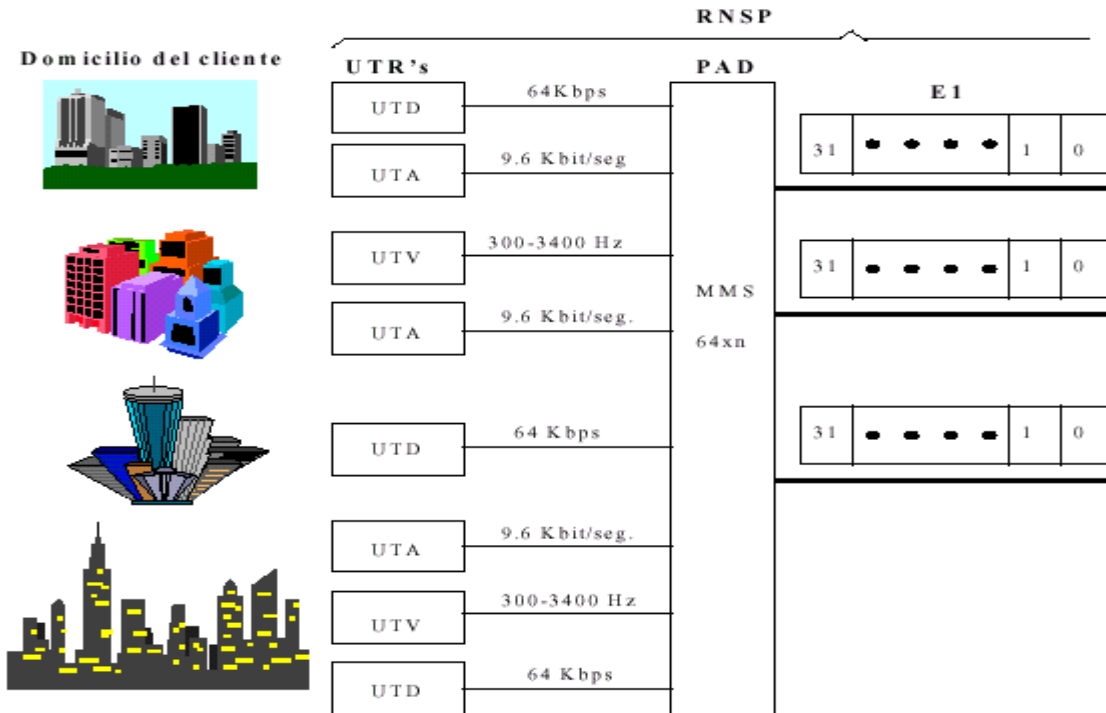 RNSP
Domicilio del cliente
UTR's
PAD
E1
UTD
64Kbps
31
1
0
UTA
9.6 Kbit/seg
UTV
300-3400 Hz
31
1
0
MMS
UTA
9.6 Kbit/seg.
64xn
UTD
64 Kbps
31
1
0
UTA
9.6 Kbit/seg.
UTV
300-3400 Hz
UTD
64 Kbps